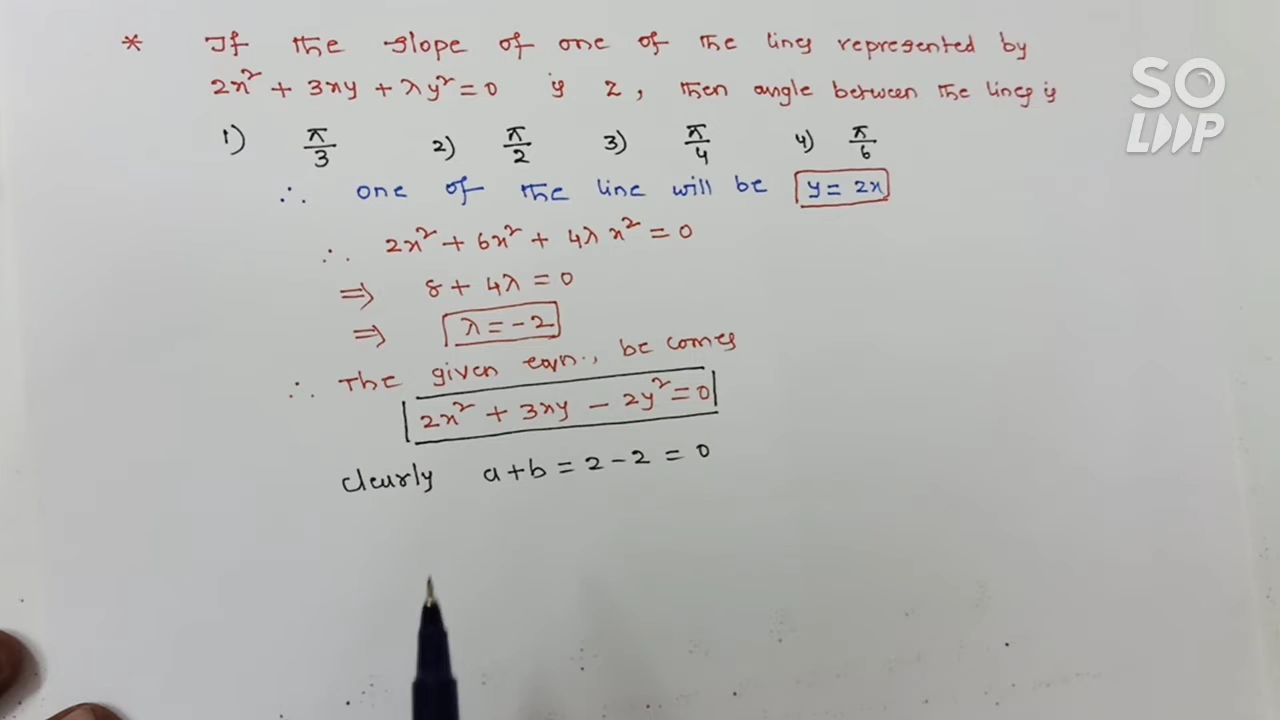 * If the slope of one of the lines represented by
2x² + 3xy + λy² = 0 is 2, then angle between the lines is
1) π/3 2) π/2 3) π/4 4) π/6
∴ one of the line will be y = 2x
∴ 2x² + 6x² + 4λx² = 0
⇒ 8 + 4λ = 0
⇒ λ = -2
∴ The given eqn., be comes
2x² + 3xy - 2y² = 0
clearly a + b = 2 - 2 = 0
SO
LOOP